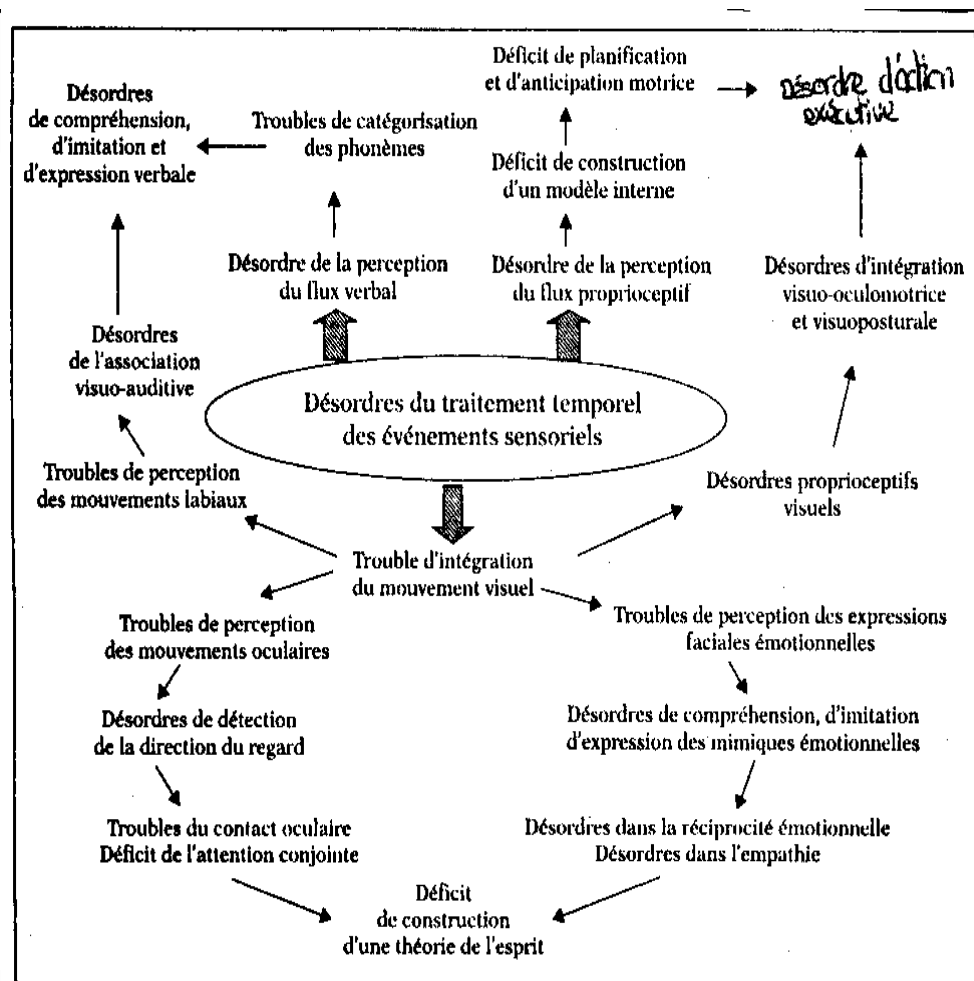 Déficit de planification
et d'anticipation motrice
Désordre d'action
exécutive
Désordres
de compréhension,
d'imitation et
d'expression verbale
Troubles de catégorisation
des phonèmes
Déficit de construction
d'un modèle interne
Désordre de la perception
du flux verbal
Désordre de la perception
du flux proprioceptif
Désordres d'intégration
visuo-oculomotrice
et visuoposturale
Désordres
de l'association
visuo-auditive
Désordres du traitement temporel
des événements sensoriels
Troubles de perception
des mouvements labiaux
Désordres proprioceptifs
visuels
Trouble d'intégration
du mouvement visuel
Troubles de perception
des mouvements oculaires
Troubles de perception des expressions
faciales émotionnelles
Désordres de détection
de la direction du regard
Désordres de compréhension, d'imitation
d'expression des mimiques émotionnelles
Troubles du contact oculaire
Déficit de l'attention conjointe
Désordres dans la réciprocité émotionnelle
Désordres dans l'empathie
Déficit
de construction
d'une théorie de l'esprit